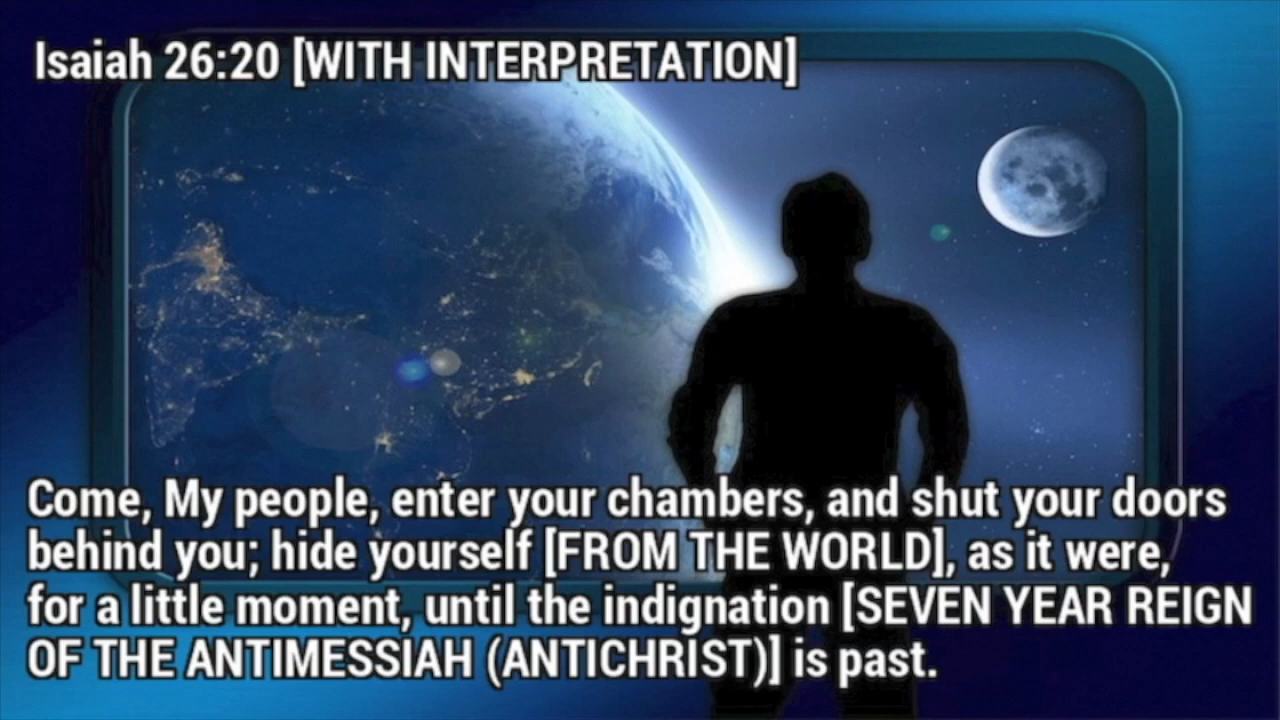 Isaiah 26:20 [WITH INTERPRETATION]
Come, My people, enter your chambers, and shut your doors
behind you; hide yourself [FROM THE WORLD], as it were,
for a little moment, until the indignation [SEVEN YEAR REIGN
OF THE ANTIMESSIAH (ANTICHRIST)] is past.